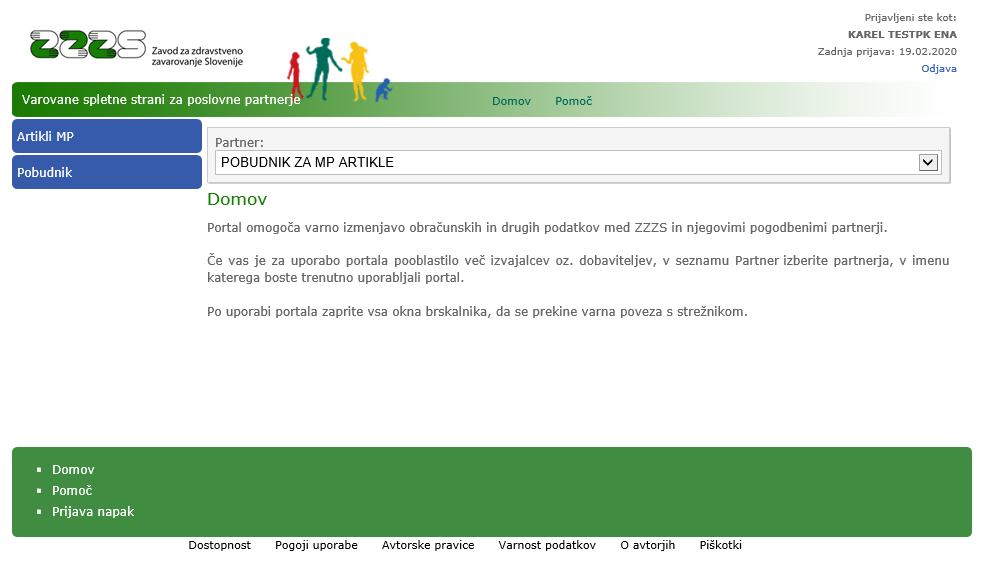 Prijavljeni ste kot:
KAREL TESTPK ENA
Zadnja prijava: 19.02.2020
Odjava
ZZZS Zavod za zdravstveno
zavarovanje Slovenije
Varovane spletne strani za poslovne partnerje
Domov Pomoč
Artikli MP
Pobudnik
Partner:
POBUDNIK ZA MP ARTIKLE
Domov
Portal omogoča varno izmenjavo obračunskih in drugih podatkov med ZZZS in njegovimi pogodbenimi partnerji.
Če vas je za uporabo portala pooblastilo več izvajalcev oz. dobaviteljev, v seznamu Partner izberite partnerja, v imenu
katerega boste trenutno uporabljali portal.
Po uporabi portala zaprite vsa okna brskalnika, da se prekine varna poveza s strežnikom.
Domov
Pomoč
Prijava napak
Dostopnost Pogoji uporabe Avtorske pravice Varnost podatkov O avtorjih Piškotki